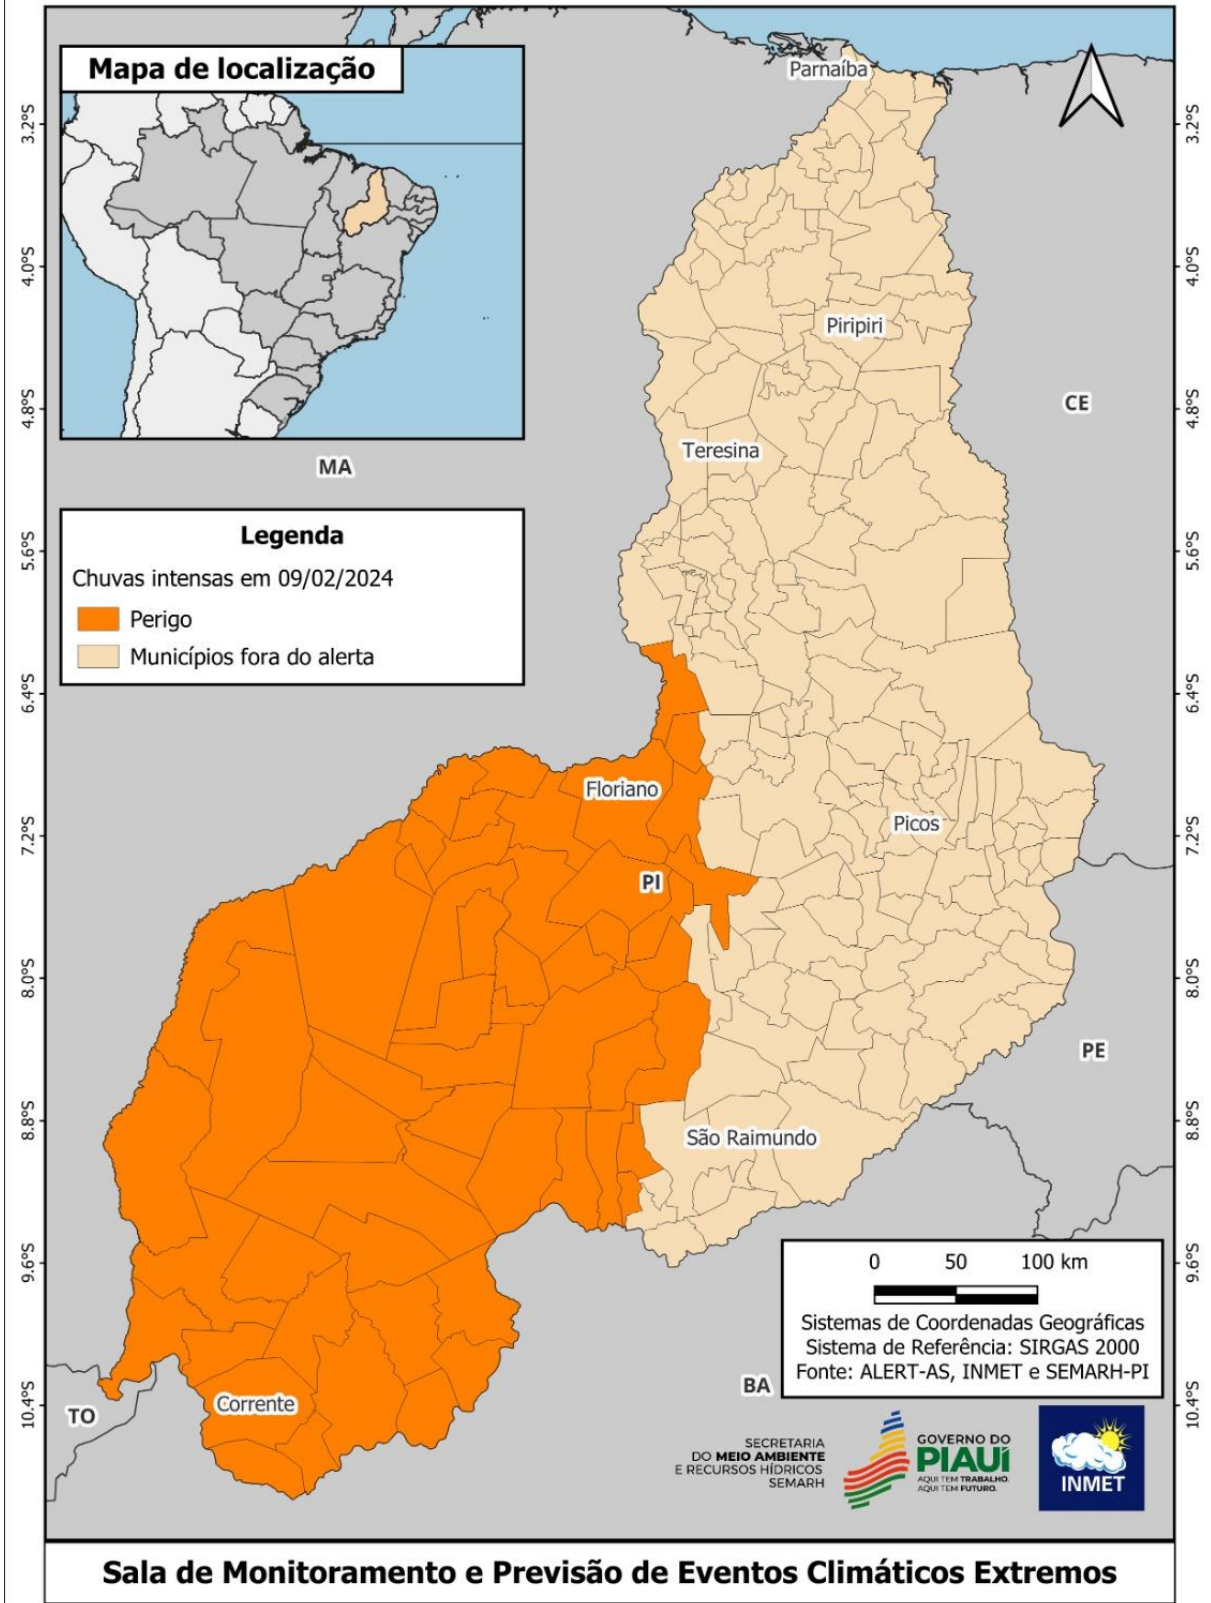 Mapa de localização
Parnaíba
Piripiri
CE
Teresina
MA
Legenda
Chuvas intensas em 09/02/2024
Perigo
Municípios fora do alerta
Floriano
Picos
PI
PE
São Raimundo
Corrente
TO
BA
3.2°S
4.0°S
4.8°S
5.6°S
6.4°S
7.2°S
8.0°S
8.8°S
9.6°S
10.4°S
3.2°S
4.0°S
4.8°S
5.6°S
6.4°S
7.2°S
8.0°S
8.8°S
9.6°S
10.4°S
0 50 100 km
Sistemas de Coordenadas Geográficas
Sistema de Referência: SIRGAS 2000
Fonte: ALERT-AS, INMET e SEMARH-PI
SECRETARIA
DO MEIO AMBIENTE
E RECURSOS HÍDRICOS
SEMARH
GOVERNO DO
PIAUÍ
AQUI TEM TRABALHO.
AQUI TEM FUTURO.
INMET
Sala de Monitoramento e Previsão de Eventos Climáticos Extremos